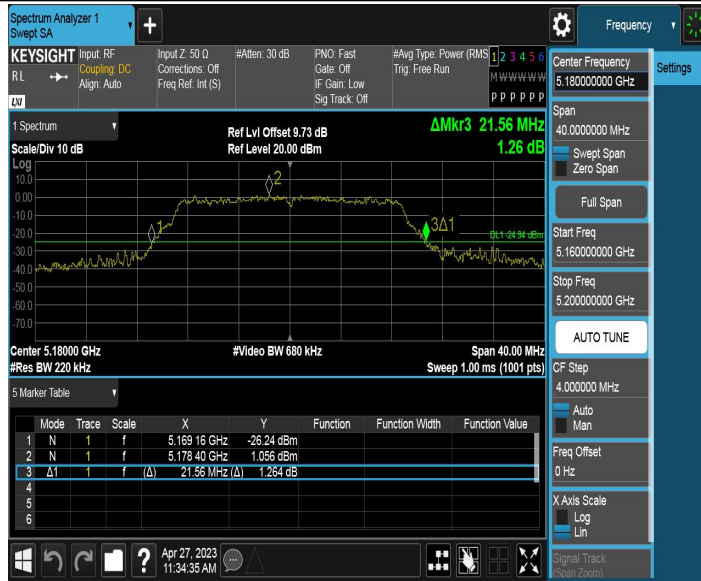 Spectrum Analyzer 1
Swept SA
Frequency
KEYSIGHT
Input: RF
Input Z: 50 Ω
#Atten: 30 dB
PNO: Fast
#Avg Type: Power (RMS
1 2 3 4 5 6
R L
Coupling: DC
Corrections: Off
Gate: Off
Trig: Free Run
Align: Auto
Freq Ref: Int (S)
IF Gain: Low
M W W W W W
Sig Track: Off
P P P P P P
LXI
Center Frequency
5.180000000 GHz
Settings
Span
40.0000000 MHz
Swept Span
Zero Span
Full Span
Start Freq
5.160000000 GHz
Stop Freq
5.200000000 GHz
AUTO TUNE
CF Step
4.000000 MHz
Auto
Man
Freq Offset
0 Hz
X Axis Scale
Log
Lin
Signal Track
(Span Zoom)
1 Spectrum
Ref Lvl Offset 9.73 dB
ΔMkr3 21.56 MHz
Scale/Div 10 dB
Ref Level 20.00 dBm
1.26 dB
Log
10.0
0.00
-10.0
-20.0
-30.0
-40.0
-50.0
-60.0
-70.0
2
1
3Δ1
DL1 -24.94 dBm
Center 5.18000 GHz
#Video BW 680 kHz
Span 40.00 MHz
#Res BW 220 kHz
Sweep 1.00 ms (1001 pts)
5 Marker Table
Mode Trace Scale X Y Function Function Width Function Value
1 N 1 f 5.169 16 GHz -26.24 dBm
2 N 1 f 5.178 40 GHz 1.056 dBm
3 Δ1 1 f (Δ) 21.56 MHz (Δ) 1.264 dB
4
5
6
?
Apr 27, 2023
11:34:35 AM